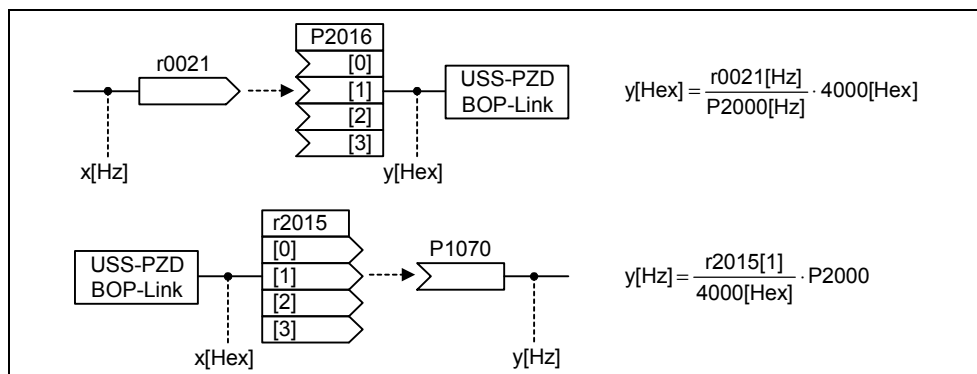 P2016
r0021
[0]
[1]
[2]
[3]
USS-PZD
BOP-Link
x[Hz]
y[Hex]
y[Hex] = r0021[Hz] / P2000[Hz] · 4000[Hex]
r2015
[0]
[1]
[2]
[3]
P1070
USS-PZD
BOP-Link
x[Hex]
y[Hz]
y[Hz] = r2015[1] / 4000[Hex] · P2000